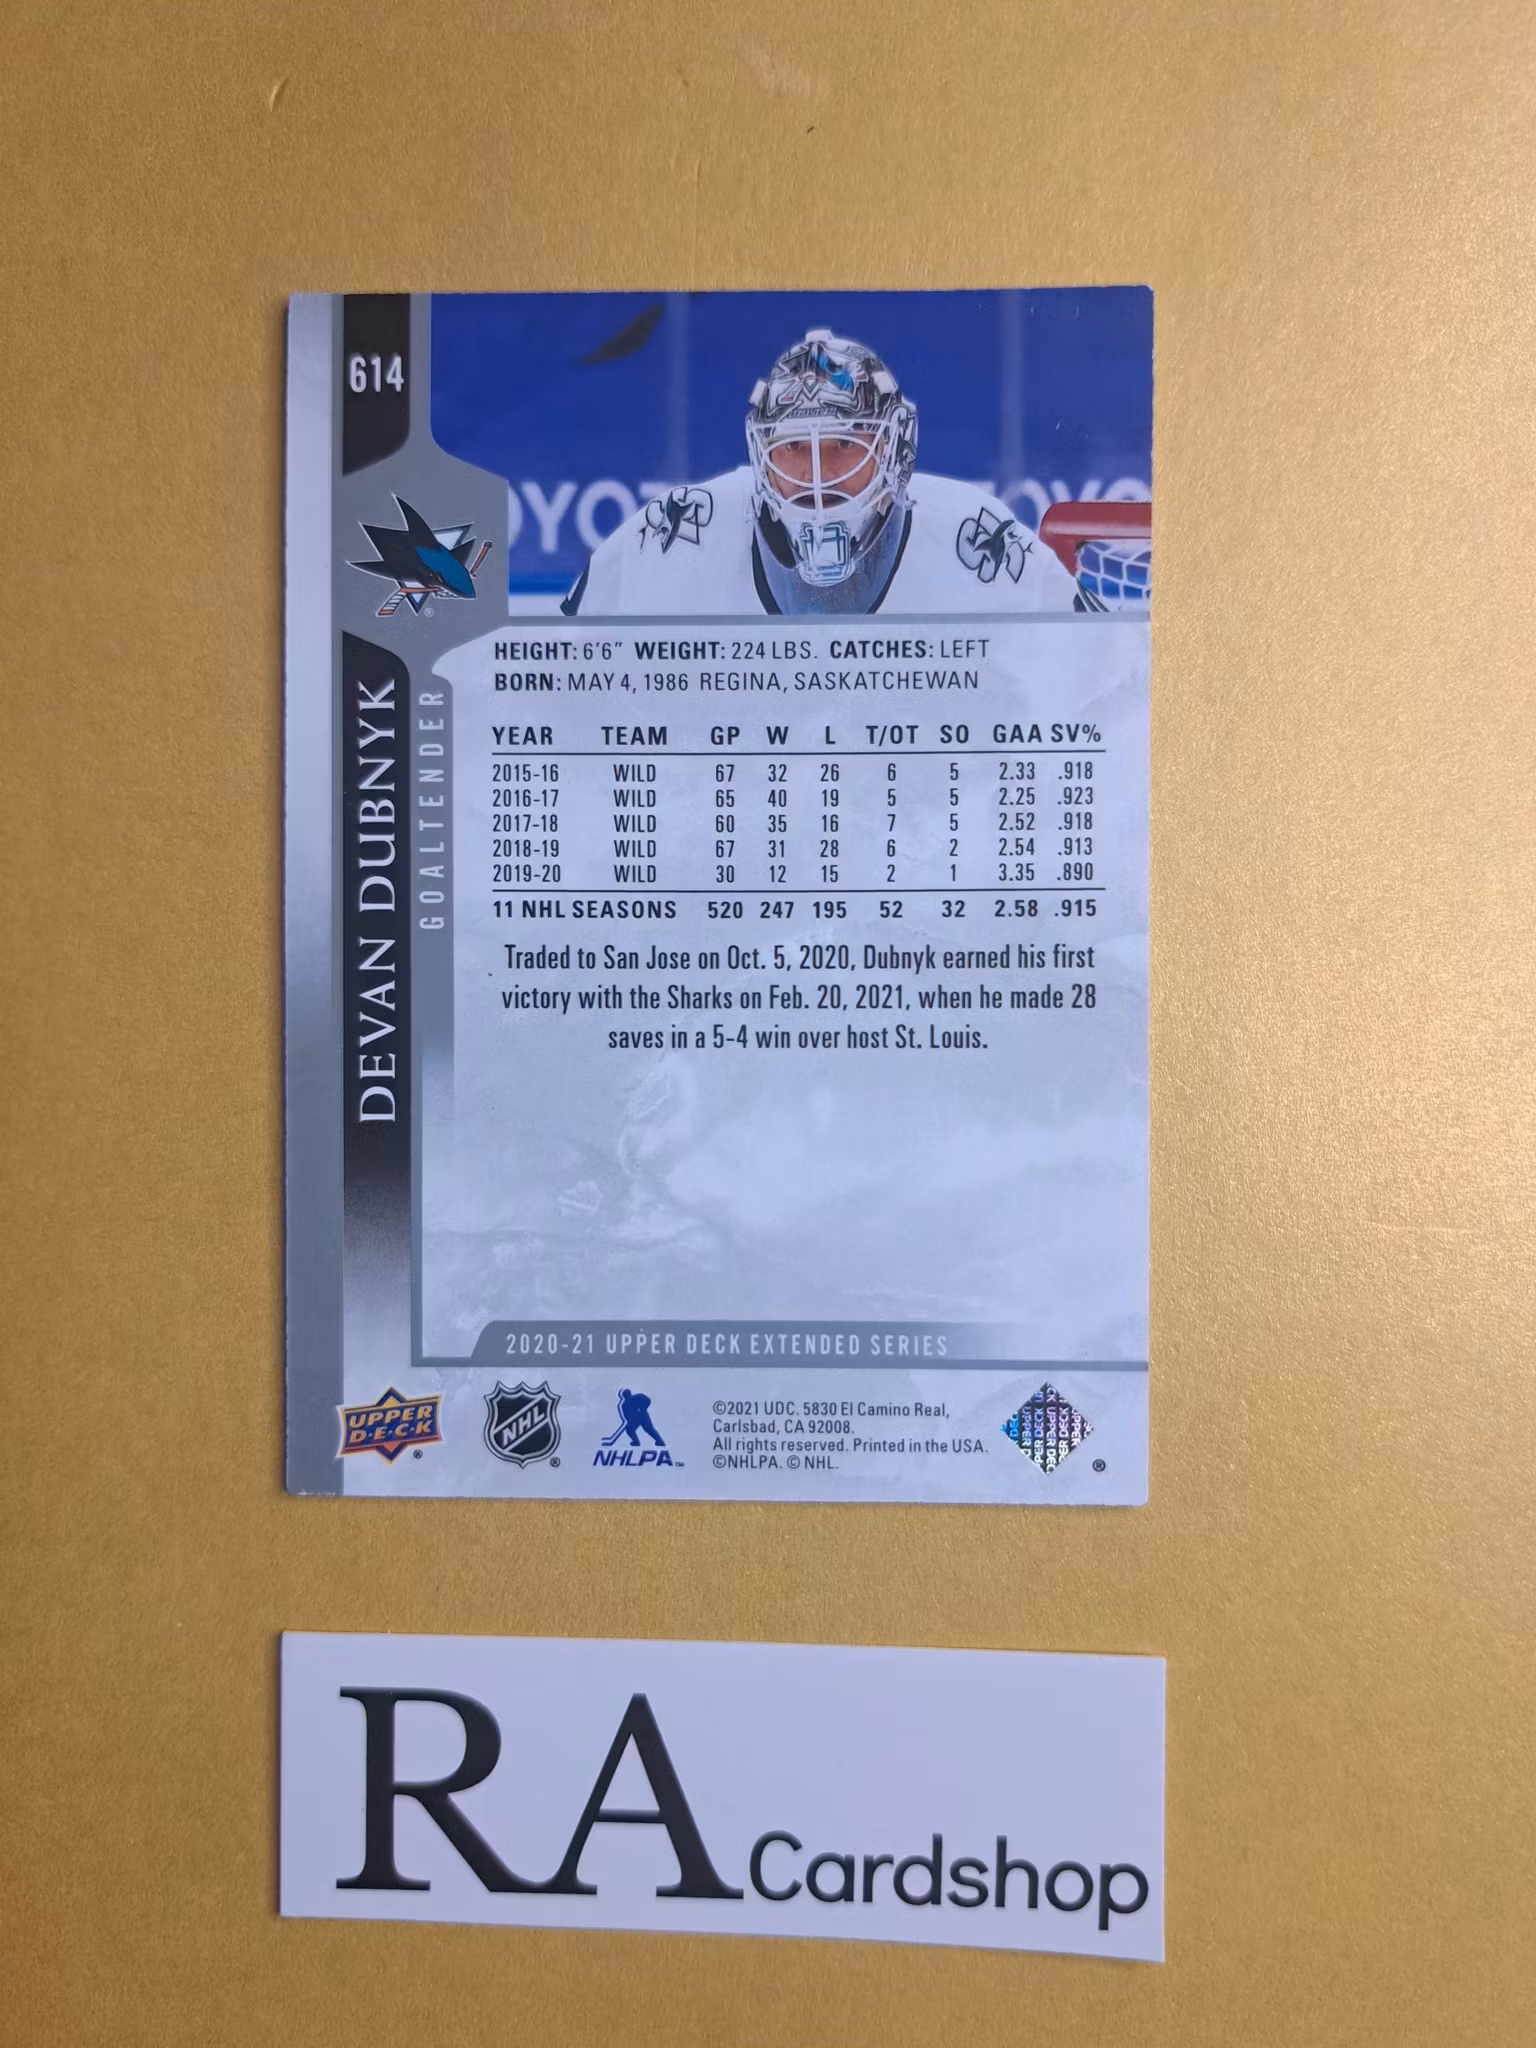 614
OYOT
TOYO
DEVAN DUBNYK
GOALTENDER
HEIGHT: 6'6" WEIGHT: 224 LBS. CATCHES: LEFT
BORN: MAY 4, 1986 REGINA, SASKATCHEWAN
YEAR TEAM GP W L T/OT SO GAA SV%
2015-16 WILD 67 32 26 6 5 2.33 .918
2016-17 WILD 65 40 19 5 5 2.25 .923
2017-18 WILD 60 35 16 7 5 2.52 .918
2018-19 WILD 67 31 28 6 2 2.54 .913
2019-20 WILD 30 12 15 2 1 3.35 .890
11 NHL SEASONS 520 247 195 52 32 2.58 .915
Traded to San Jose on Oct. 5, 2020, Dubnyk earned his first
victory with the Sharks on Feb. 20, 2021, when he made 28
saves in a 5-4 win over host St. Louis.
2020-21 UPPER DECK EXTENDED SERIES
UPPER
D·E·C·K ®
NHL ®
NHLPA™
©2021 UDC. 5830 El Camino Real,
Carlsbad, CA 92008.
All rights reserved. Printed in the USA.
©NHLPA. © NHL.
UPPER DECK
®
RA Cardshop